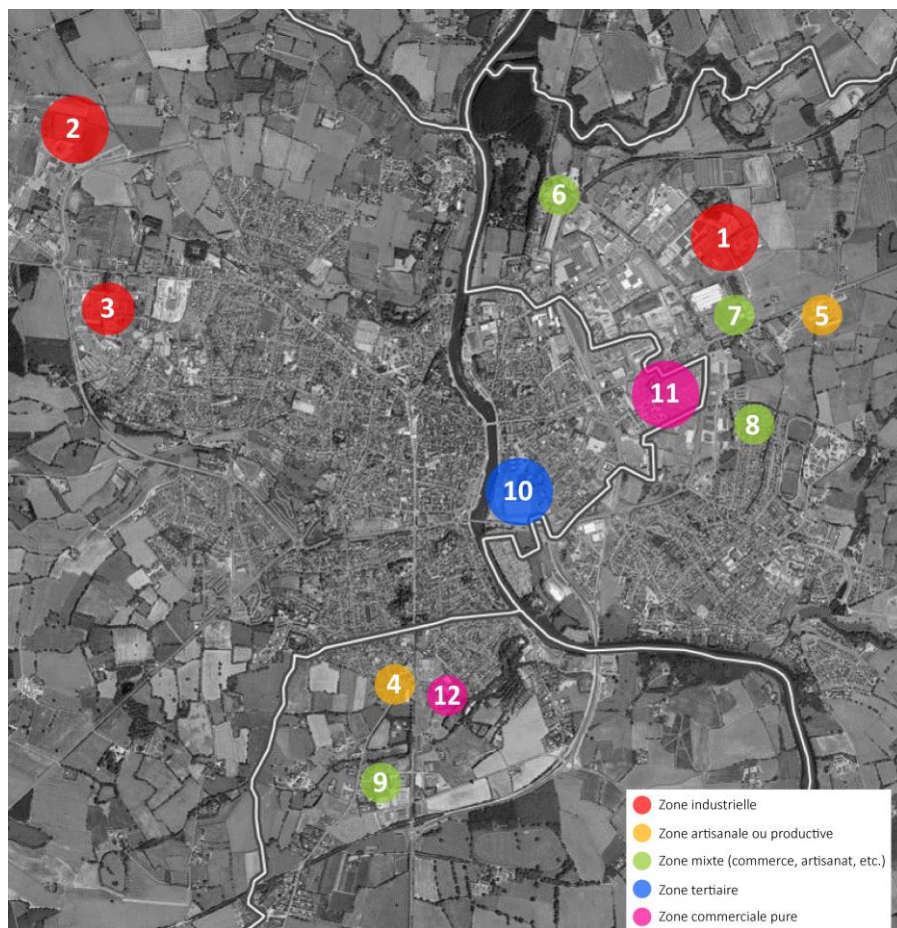 2
6
1
3
7
5
11
8
10
4
12
9
Zone industrielle
Zone artisanale ou productive
Zone mixte (commerce, artisanat, etc.)
Zone tertiaire
Zone commerciale pure